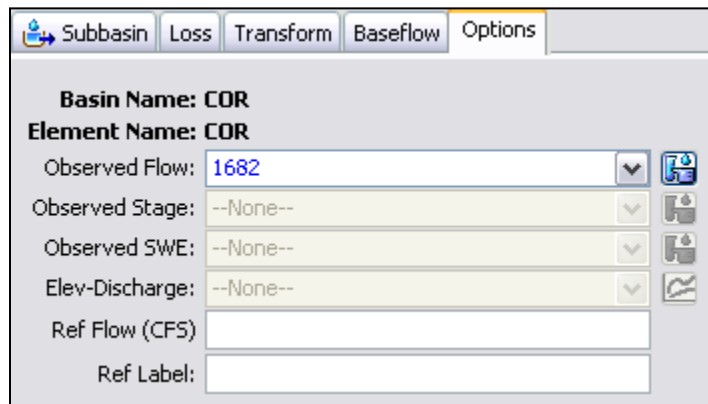 Subbasin Loss Transform Baseflow Options
Basin Name: COR
Element Name: COR
Observed Flow: 1682
Observed Stage: --None--
Observed SWE: --None--
Elev-Discharge: --None--
Ref Flow (CFS)
Ref Label: